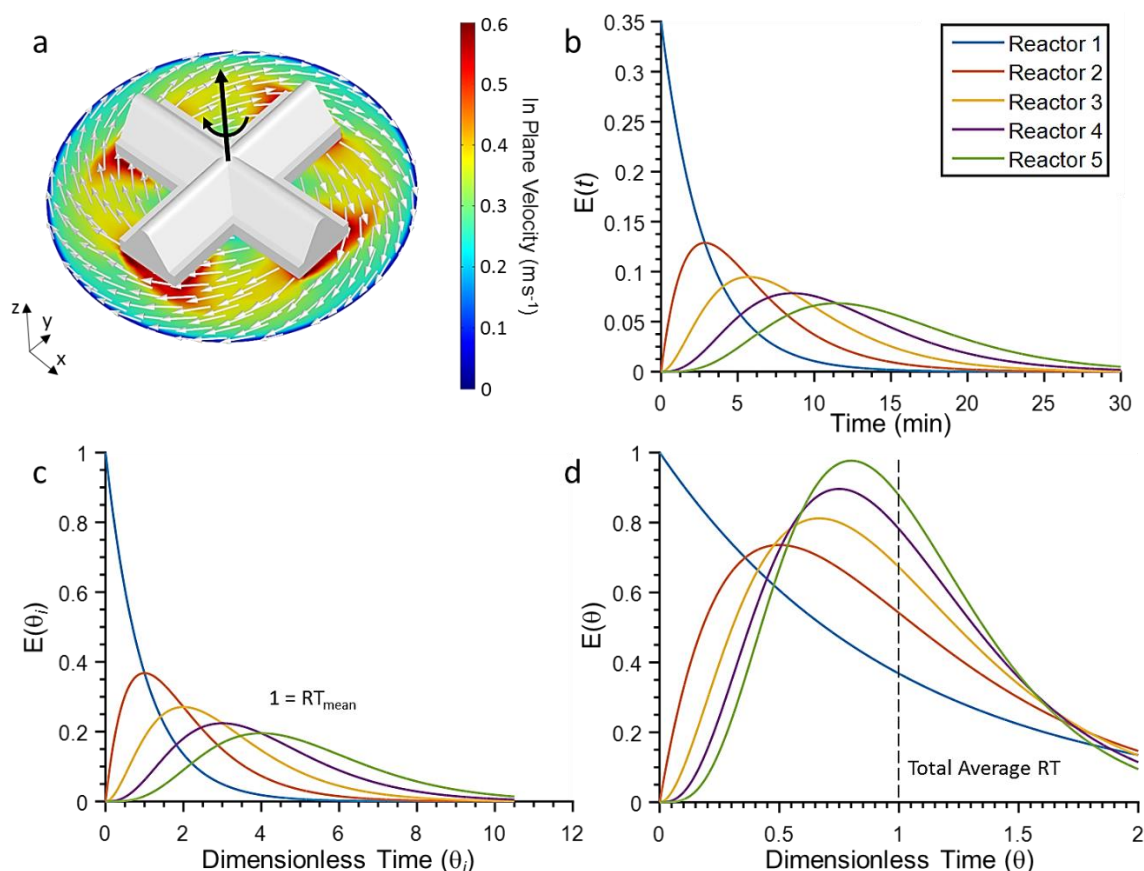 a
0.6
0.5
0.4
0.3
0.2
0.1
0
In Plane Velocity (m s-1)
z
y
x
b
0.35
0.3
0.25
0.2
0.15
0.1
0.05
0
E(t)
0 5 10 15 20 25 30
Time (min)
Reactor 1
Reactor 2
Reactor 3
Reactor 4
Reactor 5
c
1
0.8
0.6
0.4
0.2
0
E(θi)
1 = RTmean
0 2 4 6 8 10 12
Dimensionless Time (θi)
d
1
0.8
0.6
0.4
0.2
0
E(θ)
Total Average RT
0 0.5 1 1.5 2
Dimensionless Time (θ)